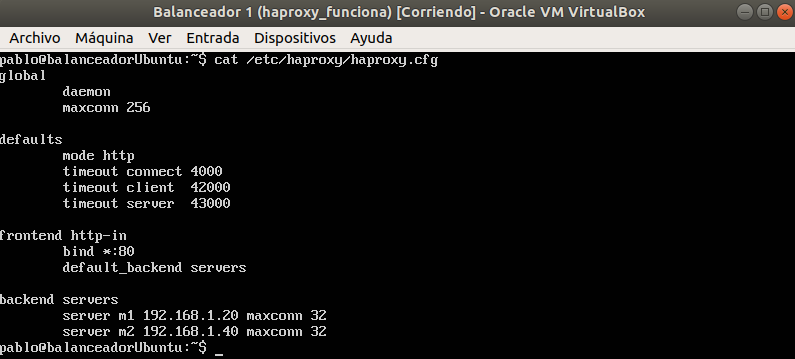 Balanceador 1 (haproxy_funciona) [Corriendo] - Oracle VM VirtualBox
Archivo Máquina Ver Entrada Dispositivos Ayuda
pablo@balanceadorUbuntu:~$ cat /etc/haproxy/haproxy.cfg
global
        daemon
        maxconn 256

defaults
        mode http
        timeout connect 4000
        timeout client  42000
        timeout server  43000

frontend http-in
        bind *:80
        default_backend servers

backend servers
        server m1 192.168.1.20 maxconn 32
        server m2 192.168.1.40 maxconn 32
pablo@balanceadorUbuntu:~$ _